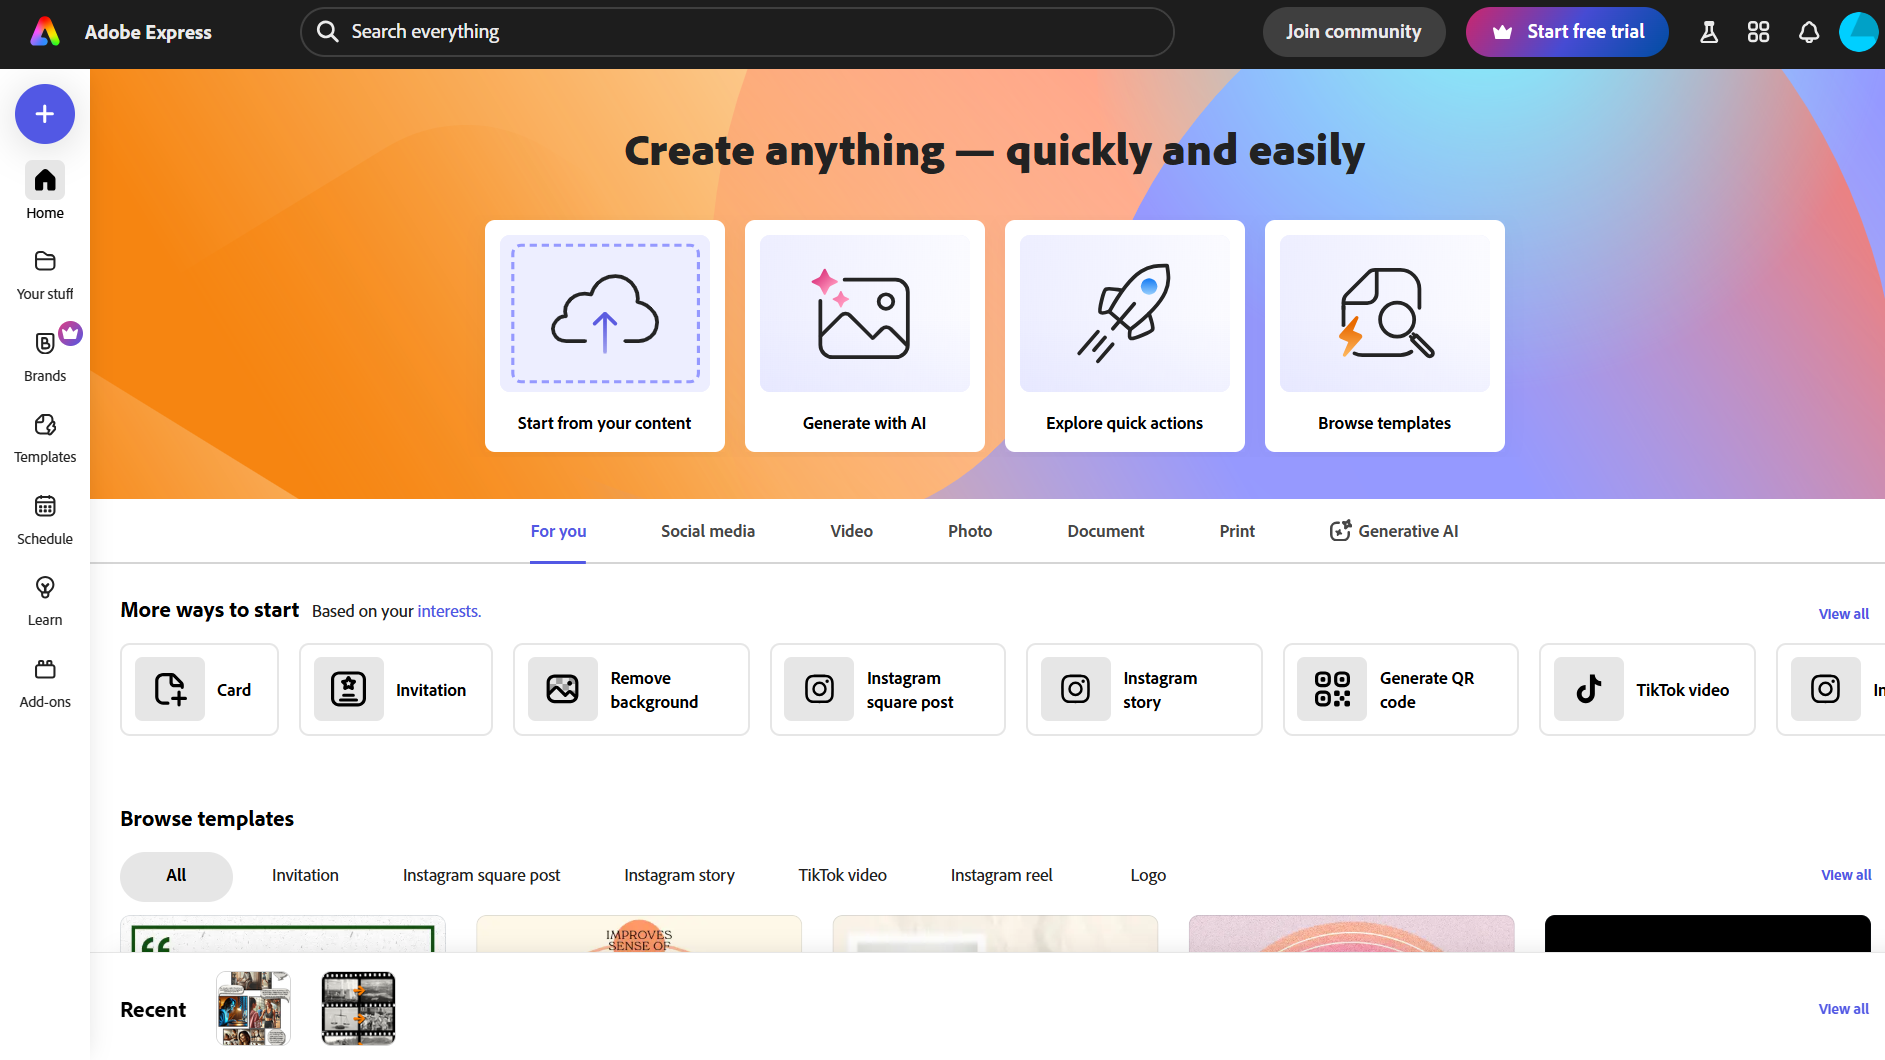 Adobe Express
Search everything
Join community
Start free trial
Home
Your stuff
Brands
Templates
Schedule
Learn
Add-ons
Create anything — quickly and easily
Start from your content
Generate with AI
Explore quick actions
Browse templates
For you
Social media
Video
Photo
Document
Print
Generative AI
More ways to start
Based on your interests.
View all
Card
Invitation
Remove
background
Instagram
square post
Instagram
story
Generate QR
code
TikTok video
Browse templates
All
Invitation
Instagram square post
Instagram story
TikTok video
Instagram reel
Logo
View all
IMPROVES
SENSE OF
Recent
View all